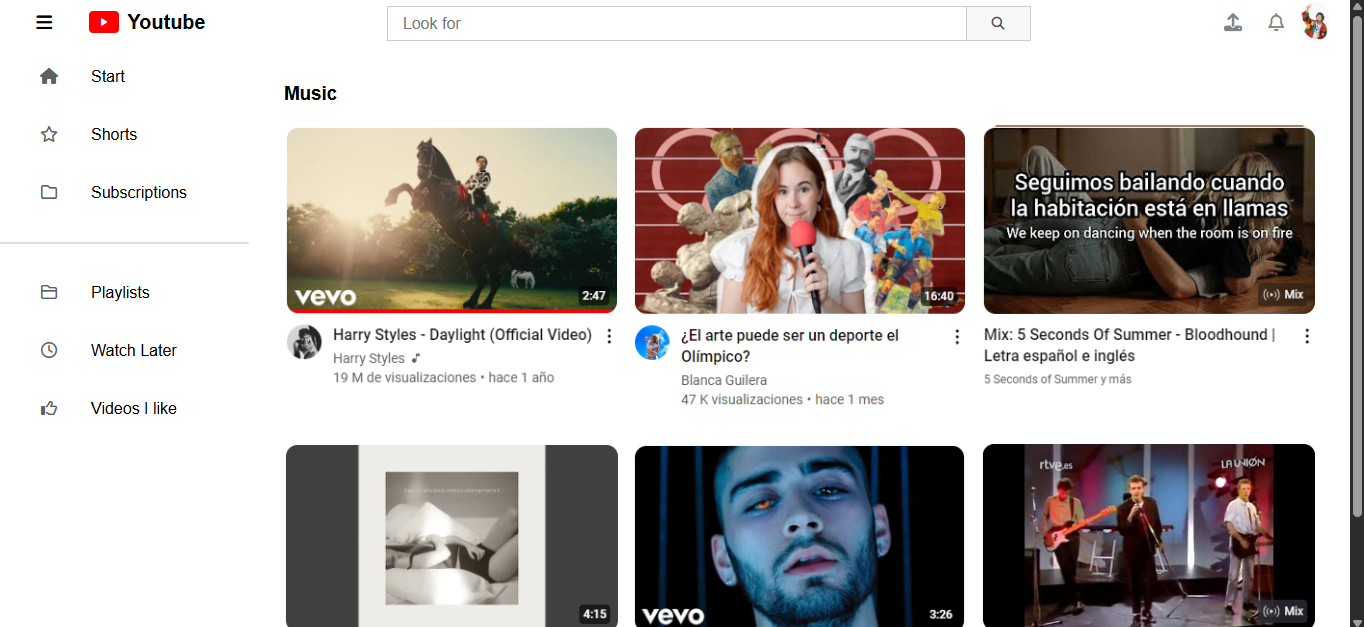 Youtube
Look for
Start
Shorts
Subscriptions
Playlists
Watch Later
Videos I like
Music
vevo
2:47
Harry Styles - Daylight (Official Video)
Harry Styles
19 M de visualizaciones • hace 1 año
16:40
¿El arte puede ser un deporte el
Olímpico?
Blanca Guilera
47 K visualizaciones • hace 1 mes
Seguimos bailando cuando
la habitación está en llamas
We keep on dancing when the room is on fire
Mix
Mix: 5 Seconds Of Summer - Bloodhound |
Letra español e inglés
5 Seconds of Summer y más
THE TORTURED POETS DEPARTMENT
4:15
vevo
3:26
rtve.es
LA UNIÓN
Mix